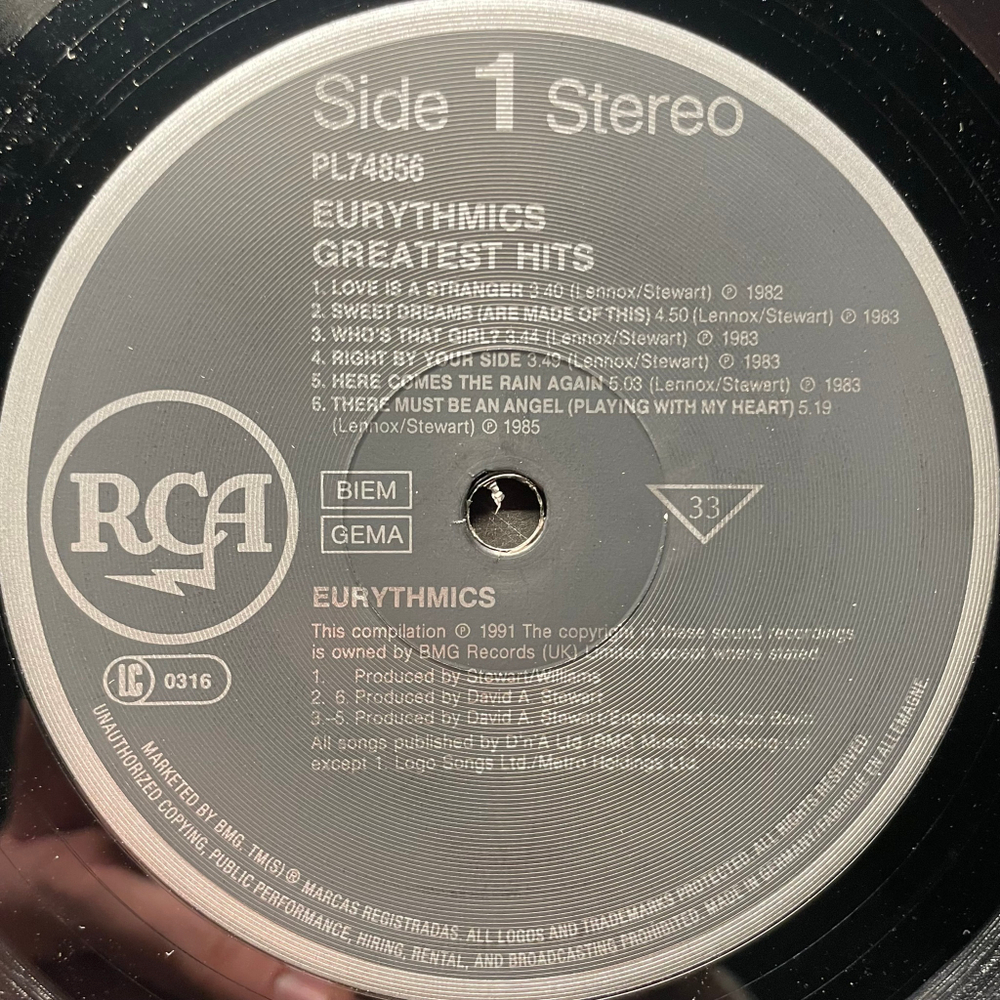 Side 1 Stereo
PL74856
EURYTHMICS
GREATEST HITS
1. LOVE IS A STRANGER 3.40 (Lennox/Stewart) ℗ 1982
2. SWEET DREAMS (ARE MADE OF THIS) 4.50 (Lennox/Stewart) ℗ 1983
3. WHO'S THAT GIRL? 3.44 (Lennox/Stewart) ℗ 1983
4. RIGHT BY YOUR SIDE (Lennox/Stewart) ℗ 1983
5. HERE COMES THE RAIN AGAIN 5.03 (Lennox/Stewart) ℗ 1983
6. THERE MUST BE AN ANGEL (PLAYING WITH MY HEART) 5.19
(Lennox/Stewart) ℗ 1985
RCA
BIEM
GEMA
33
EURYTHMICS
This compilation ℗ 1991 The copyright in these sound recordings
is owned by BMG Records (UK) Limited except where stated
LC 0316
1. Produced by Stewart/Williams
2. 6. Produced by David A. Stewart
3.-5. Produced by David A. Stewart Engineered by Jon Bavin
All songs published by D'n'A Ltd./BMG Music Publishing Ltd
except 1. Logo Songs Ltd./Metro Holdings Ltd.
MARKETED BY BMG. TM(S) ® MARCAS REGISTRADAS. ALL LOGOS AND TRADEMARKS PROTECTED. ALL RIGHTS RESERVED.
UNAUTHORIZED COPYING, PUBLIC PERFORMANCE, HIRING, RENTAL, AND BROADCASTING PROHIBITED. MADE IN GERMANY/FABRIQUÉ EN ALLEMAGNE.